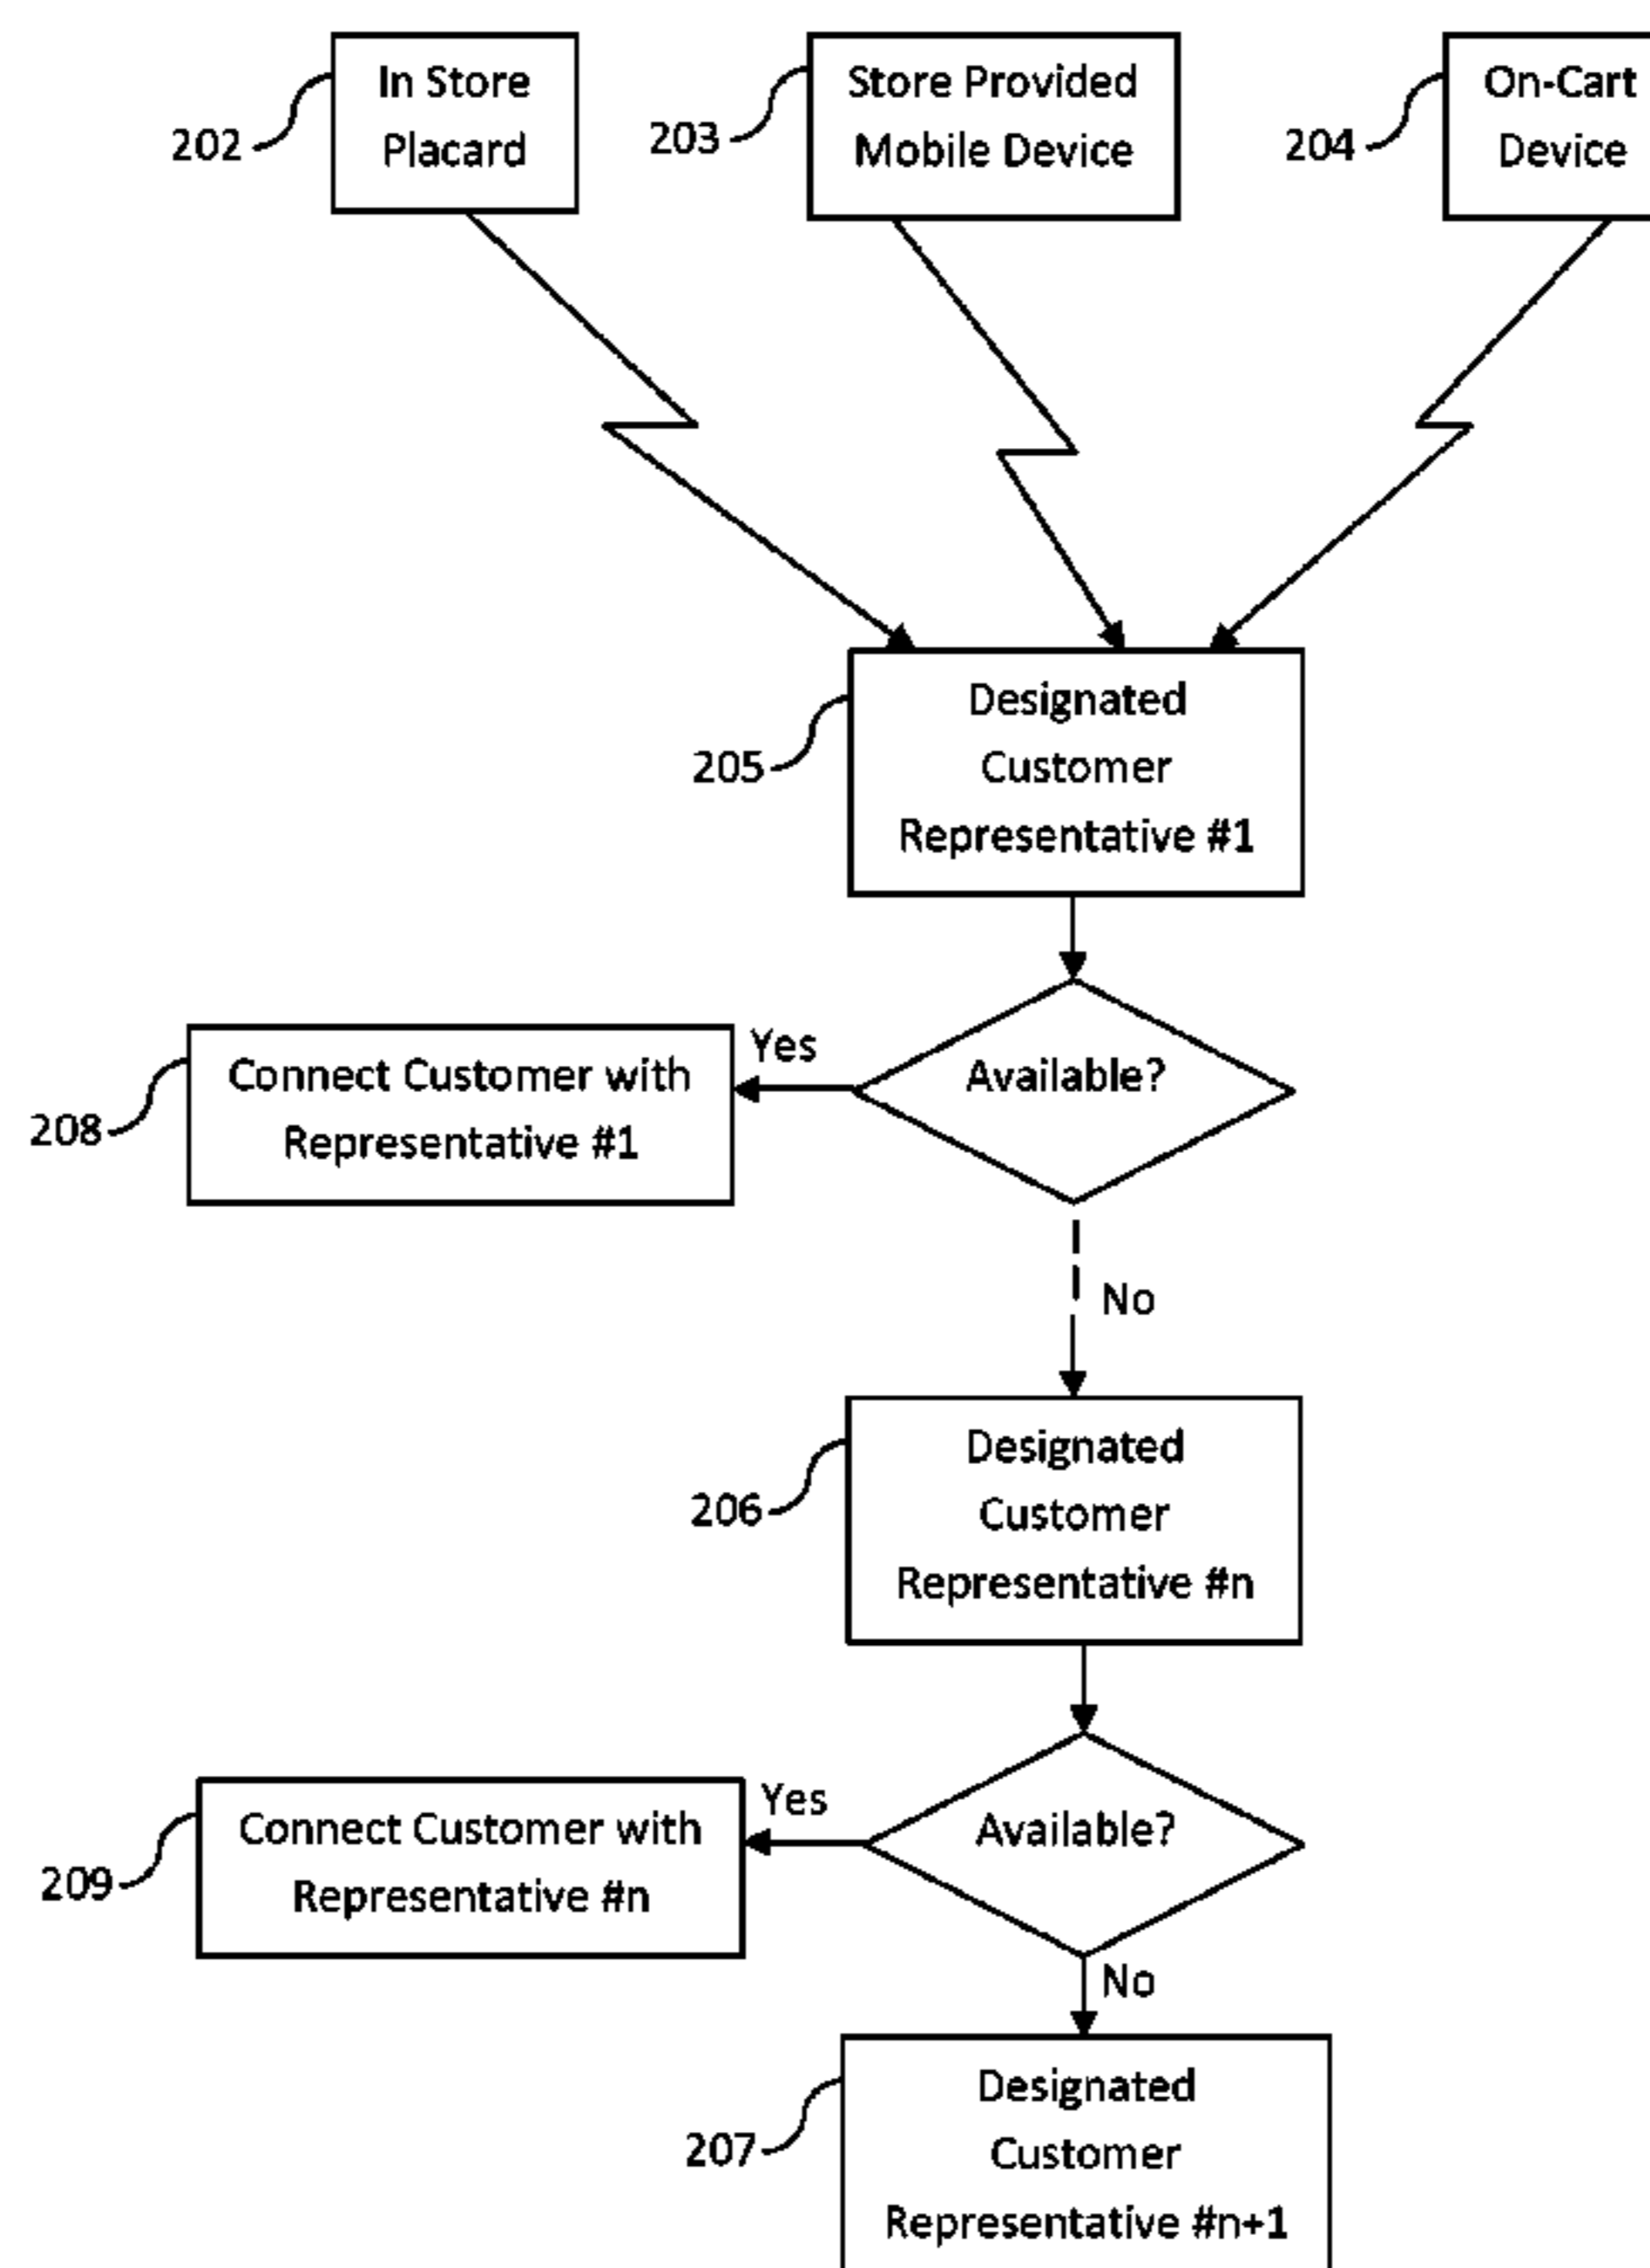 In Store
Placard
202
Store Provided
Mobile Device
203
On-Cart
Device
204
Designated
Customer
Representative #1
205
Available?
Yes
Connect Customer with
Representative #1
208
No
Designated
Customer
Representative #n
206
Available?
Yes
Connect Customer with
Representative #n
209
No
Designated
Customer
Representative #n+1
207